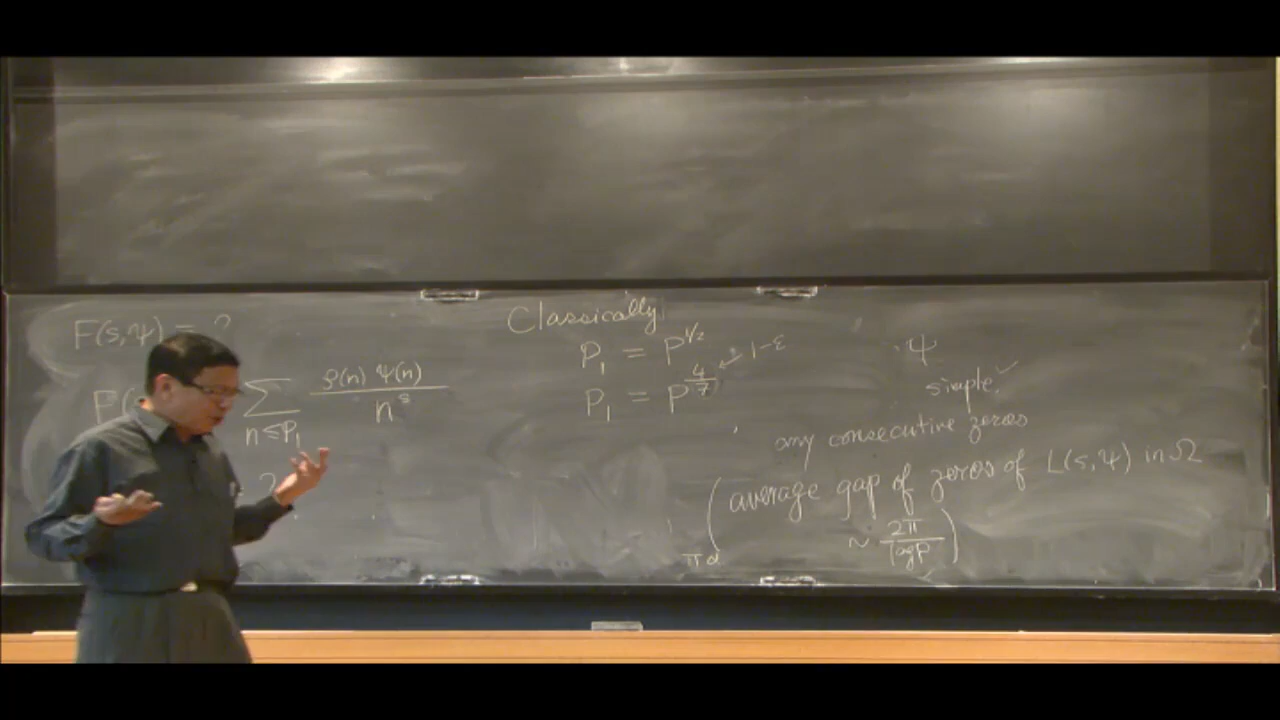 F(s,ψ) = ?
F( Σ ρ(n) ψ(n) / n^s
n ≤ P₁
?
Classically
P₁ = P^{1/2}
P₁ = P^{4/7} ← 1-ε
ψ
simple. ✓
any consecutive zeros
(average gap of zeros of L(s,ψ) in Ω
~ 2π / log P)
πα